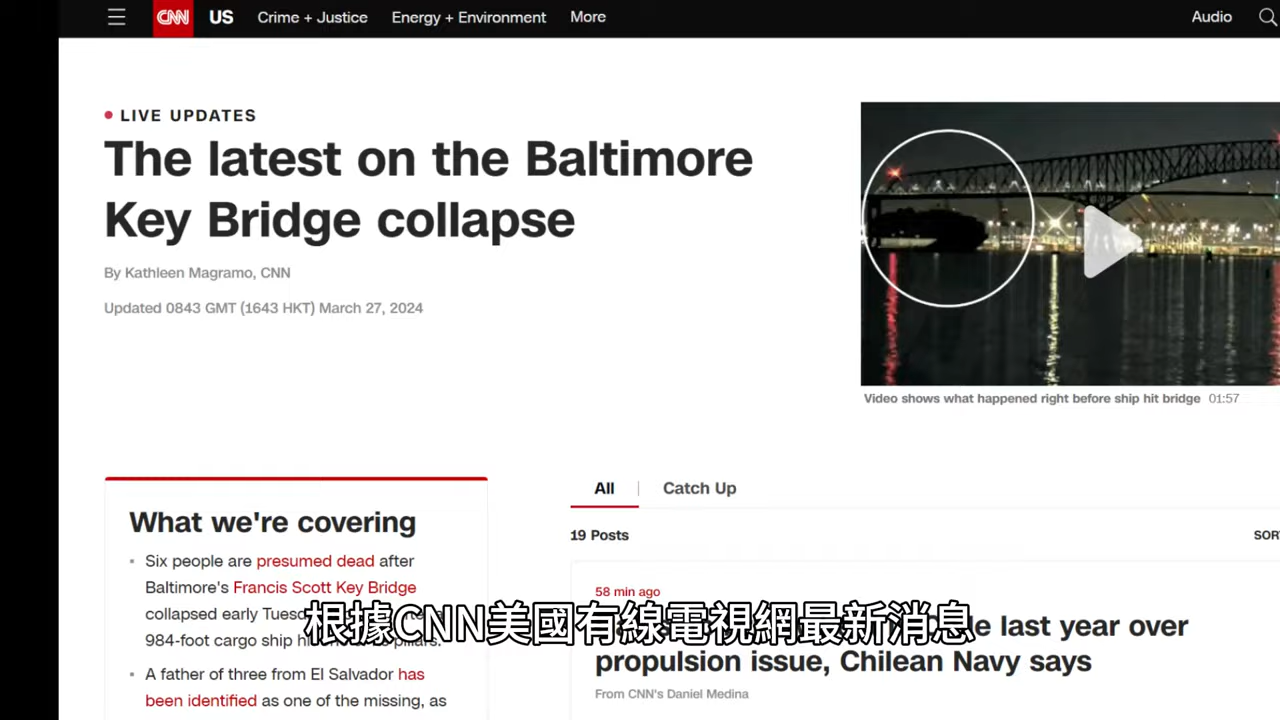 CNN US Crime + Justice Energy + Environment More Audio
LIVE UPDATES
The latest on the Baltimore
Key Bridge collapse
By Kathleen Magramo, CNN
Updated 0843 GMT (1643 HKT) March 27, 2024
Video shows what happened right before ship hit bridge 01:57
What we're covering
Six people are presumed dead after
Baltimore's Francis Scott Key Bridge
collapsed early
984-foot cargo ship
A father of three from El Salvador has
been identified as one of the missing, as
All Catch Up
19 Posts
58 min ago
last year over
propulsion issue, Chilean Navy says
From CNN's Daniel Medina
根據CNN美國有線電視網最新消息